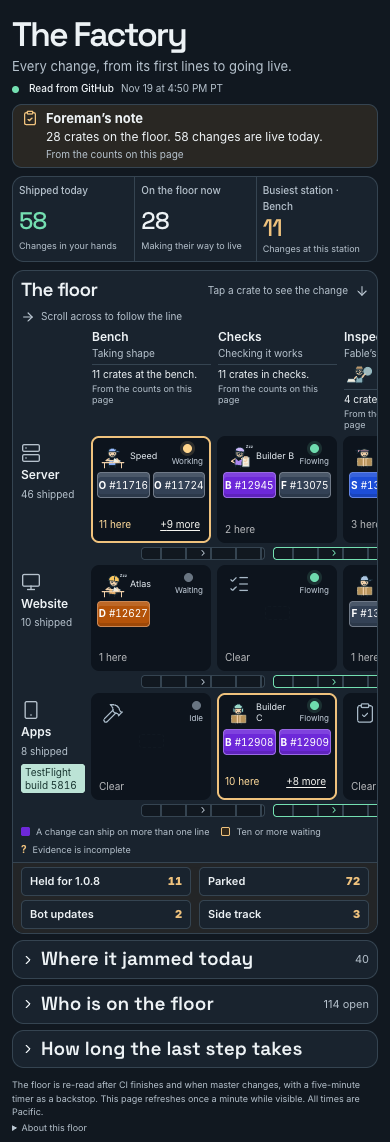 The Factory
Every change, from its first lines to going live.
Read from GitHub Nov 19 at 4:50 PM PT
Foreman's note
28 crates on the floor. 58 changes are live today.
From the counts on this page
Shipped today
58
Changes in your hands
On the floor now
28
Making their way to live
Busiest station ·
Bench
11
Changes at this station
The floor
Tap a crate to see the change ↓
→ Scroll across to follow the line
Bench
Taking shape
11 crates at the bench.
From the counts on this
page
Checks
Checking it works
11 crates in checks.
From the counts on this
page
Inspec
Fable's
4 crate
From th
page
Server
46 shipped
Speed
Working
O #11716
O #11724
11 here
+9 more
zzz
Builder B
Flowing
B #12945
F #13075
2 here
S #13
3 here
Website
10 shipped
zzz
Atlas
Waiting
D #12627
1 here
Flowing
Clear
F #13
1 here
Apps
8 shipped
TestFlight
build 5816
Idle
Clear
Builder
C
Flowing
B #12908
B #12909
10 here
+8 more
Clear
A change can ship on more than one line
Ten or more waiting
? Evidence is incomplete
Held for 1.0.8 11
Parked 72
Bot updates 2
Side track 3
Where it jammed today 40
Who is on the floor 114 open
How long the last step takes
The floor is re-read after CI finishes and when master changes, with a five-minute
timer as a backstop. This page refreshes once a minute while visible. All times are
Pacific.
About this floor